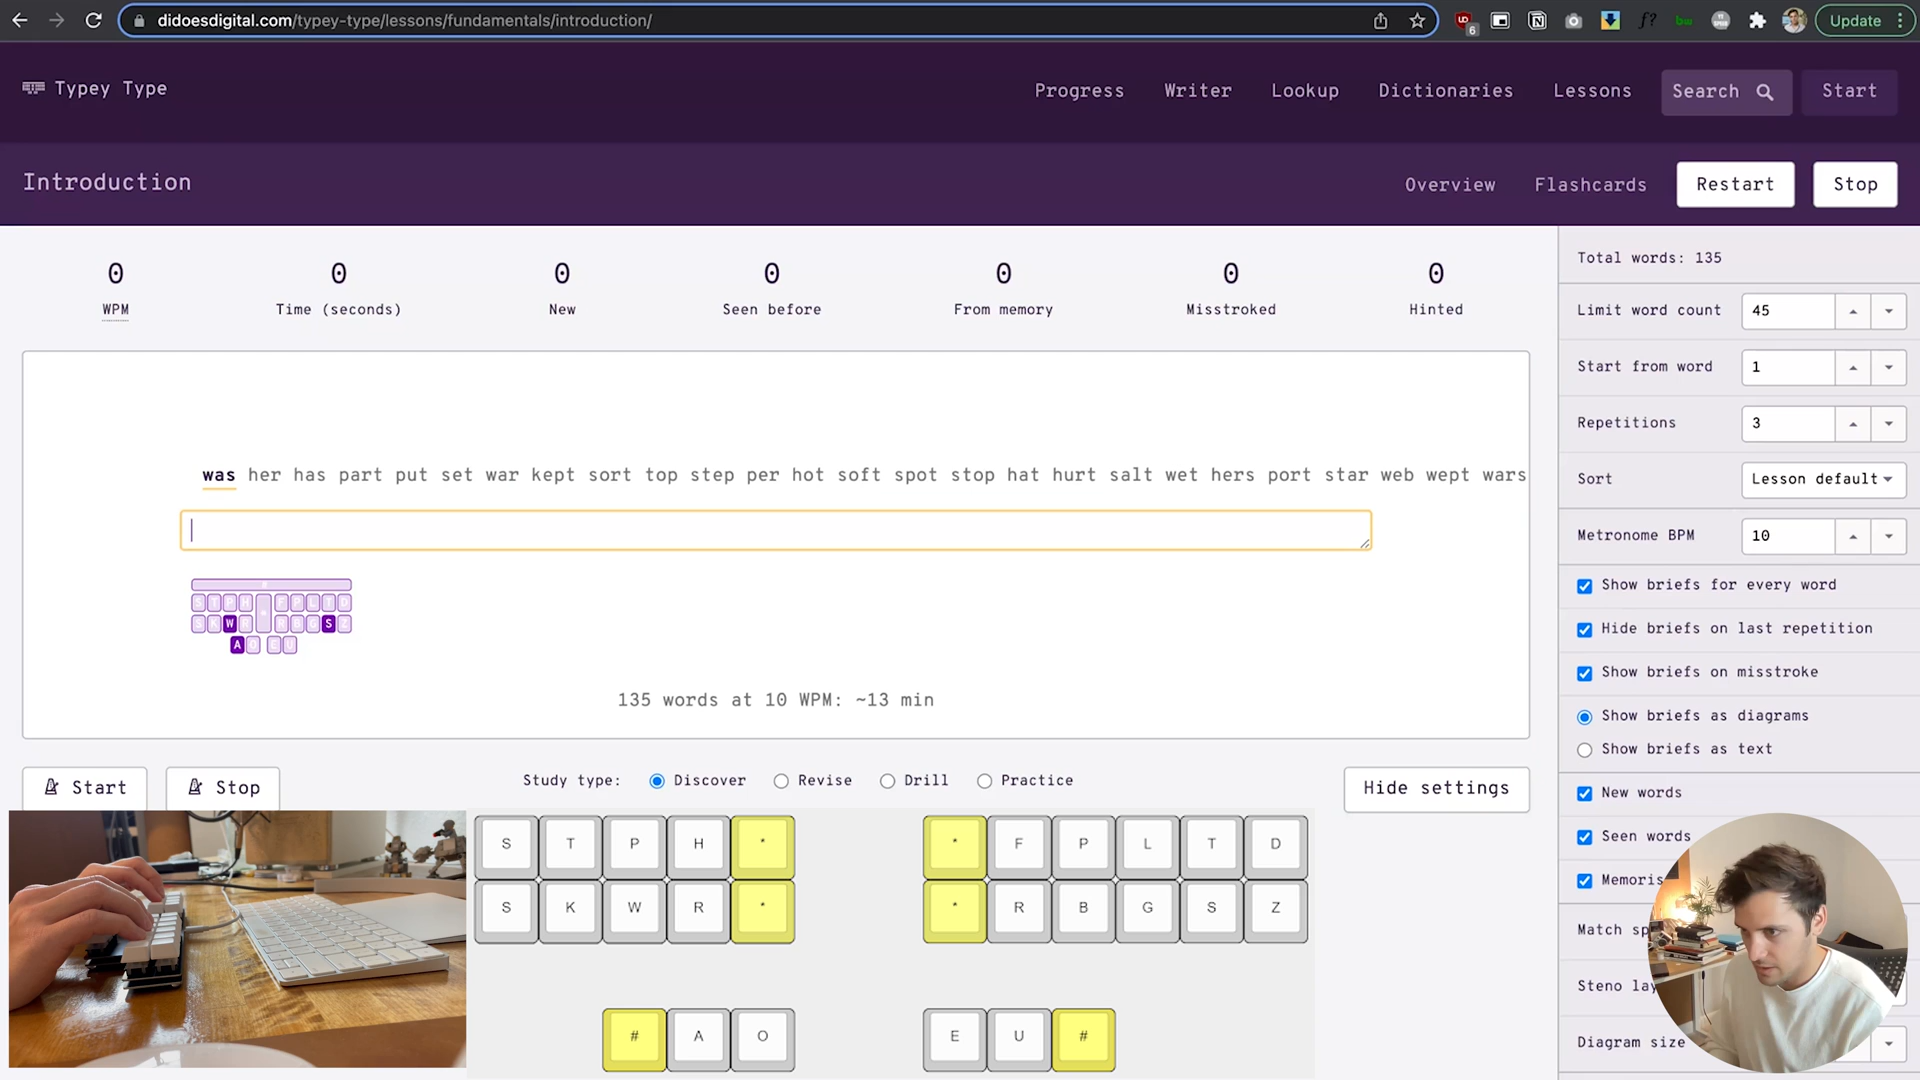 didoesdigital.com/typey-type/lessons/fundamentals/introduction/
6
Update
Typey Type
Progress
Writer
Lookup
Dictionaries
Lessons
Search
Start
Introduction
Overview
Flashcards
Restart
Stop
0 0 0 0 0 0 0
WPM Time (seconds) New Seen before From memory Misstroked Hinted
was her has part put set war kept sort top step per hot soft spot stop hat hurt salt wet hers port star web wept wars
S T P H F P L T D
S K W R R B G S Z
A O E U
135 words at 10 WPM: ~13 min
Start
Stop
Study type: Discover Revise Drill Practice
Hide settings
Total words: 135
Limit word count 45
Start from word 1
Repetitions 3
Sort Lesson default
Metronome BPM 10
Show briefs for every word
Hide briefs on last repetition
Show briefs on misstroke
Show briefs as diagrams
Show briefs as text
New words
Seen words
Memoris
Match sp
Steno lay
Diagram size
S T P H * * F P L T D
S K W R * * R B G S Z
# A O E U #